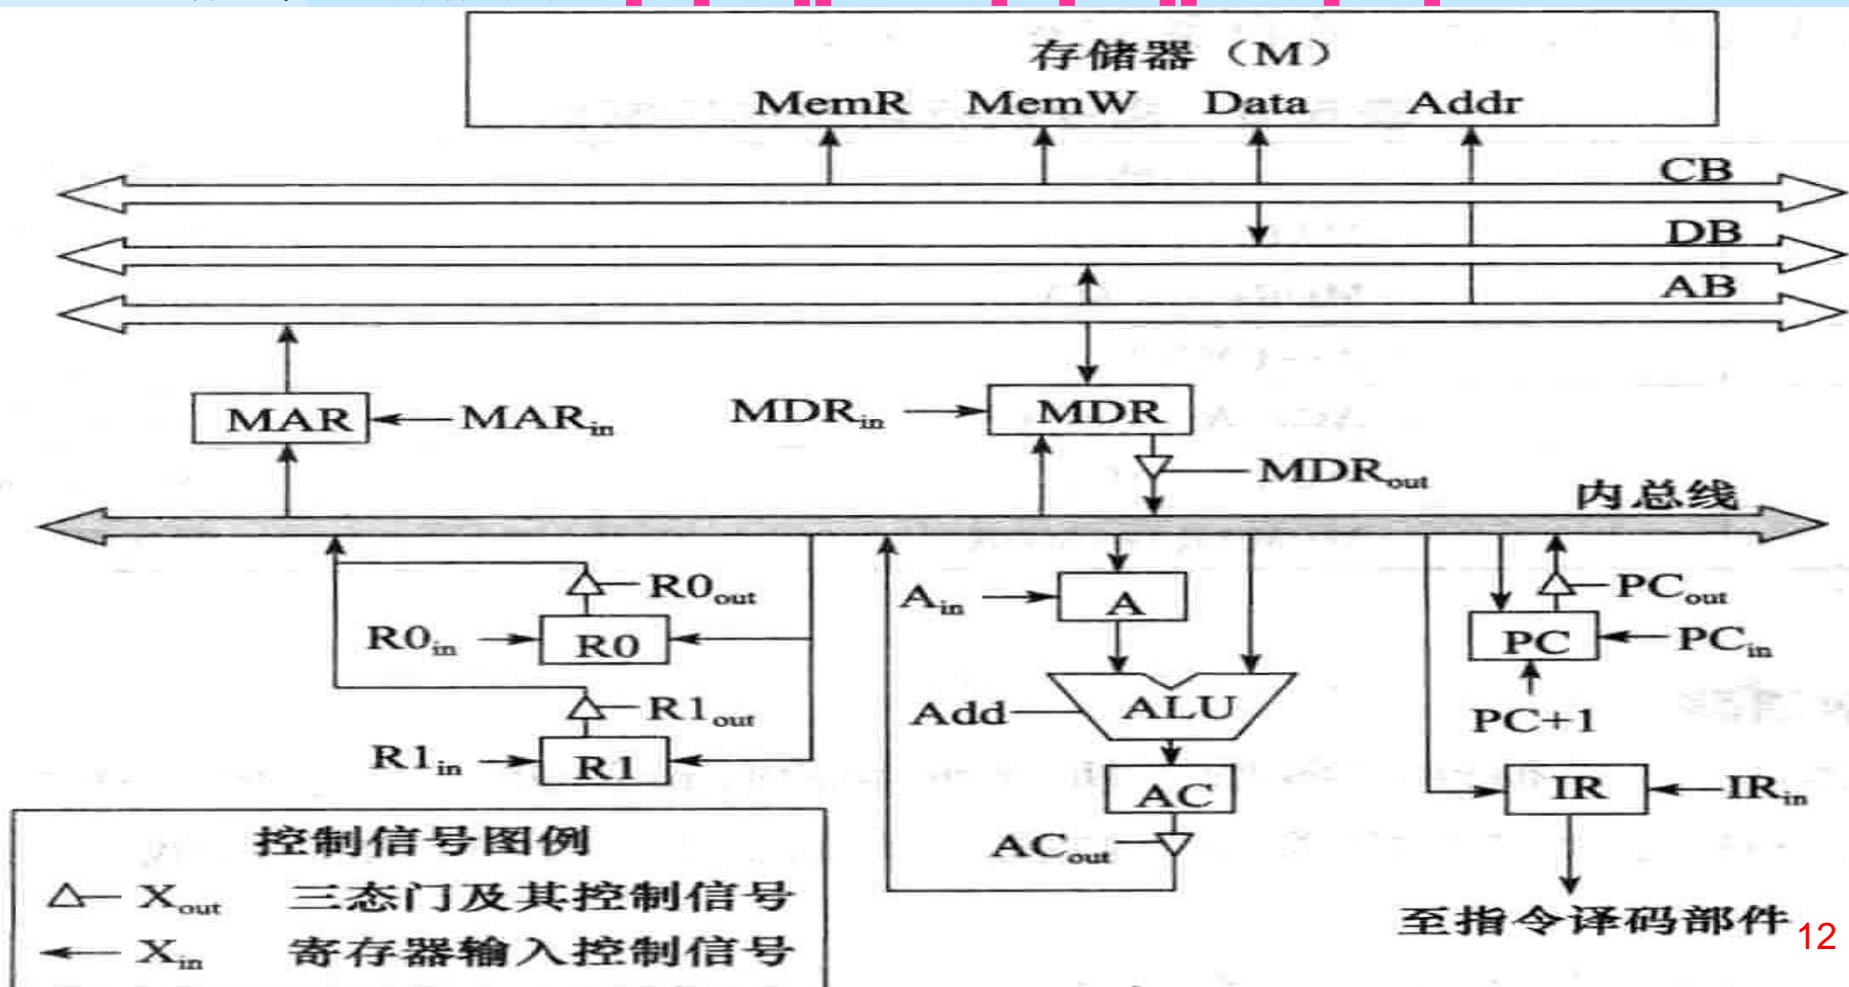 存储器（M）
MemR MemW Data Addr
CB
DB
AB
MAR MARin MDRin MDR
MDRout
内总线
R0out Ain A PCout
R0in R0 PC PCin
R1out Add ALU PC+1
R1in R1 AC IR IRin
控制信号图例 ACout
Xout 三态门及其控制信号 至指令译码部件 12
Xin 寄存器输入控制信号